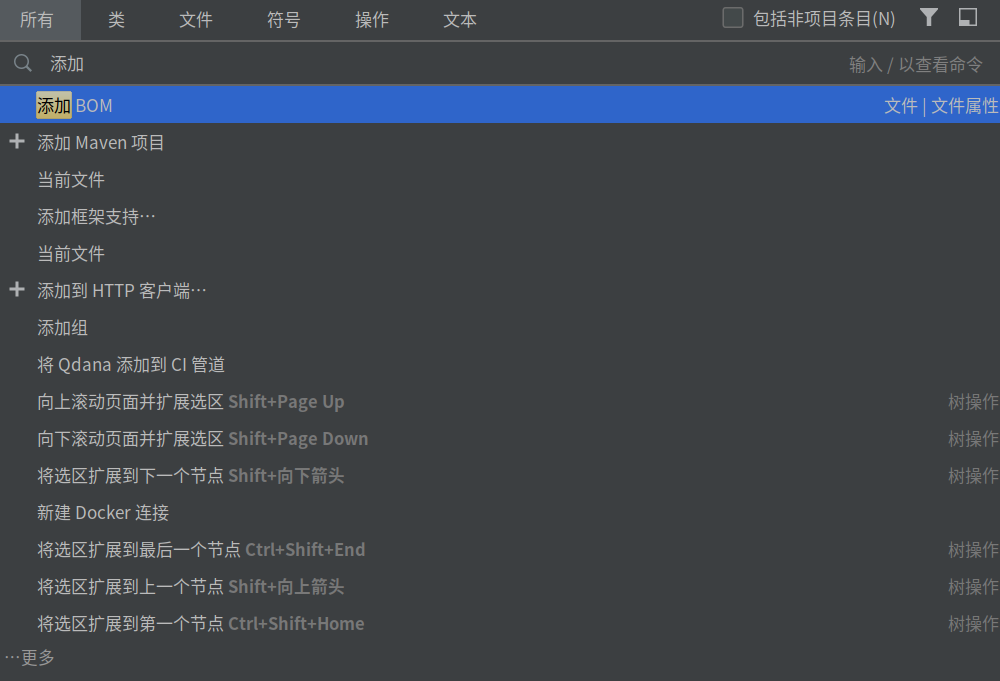 所有 类 文件 符号 操作 文本 包括非项目条目(N)
添加 输入 / 以查看命令
添加 BOM 文件 | 文件属性
添加 Maven 项目
当前文件
添加框架支持…
当前文件
添加到 HTTP 客户端…
添加组
将 Qdana 添加到 CI 管道
向上滚动页面并扩展选区 Shift+Page Up 树操作
向下滚动页面并扩展选区 Shift+Page Down 树操作
将选区扩展到下一个节点 Shift+向下箭头 树操作
新建 Docker 连接
将选区扩展到最后一个节点 Ctrl+Shift+End 树操作
将选区扩展到上一个节点 Shift+向上箭头 树操作
将选区扩展到第一个节点 Ctrl+Shift+Home 树操作
…更多